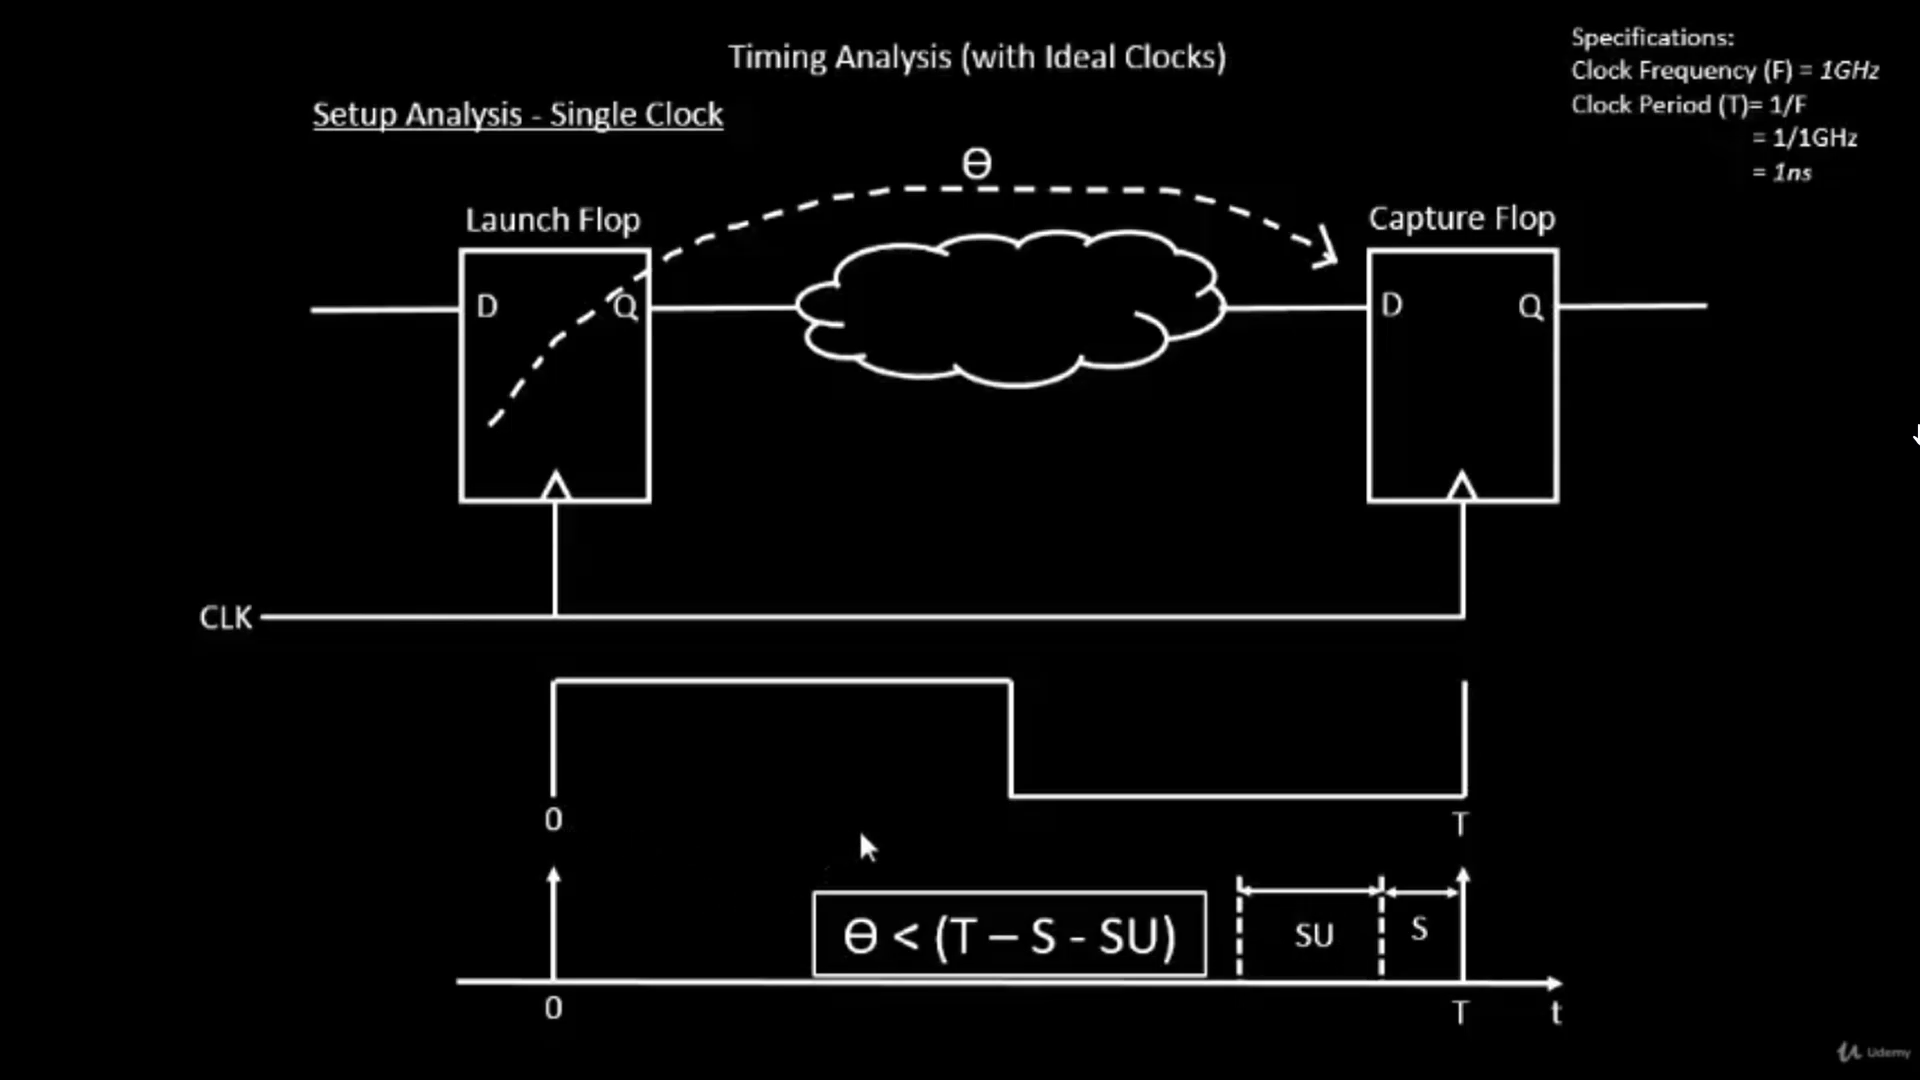 Timing Analysis (with Ideal Clocks)
Specifications:
Clock Frequency (F) = 1GHz
Clock Period (T)= 1/F
= 1/1GHz
= 1ns
Setup Analysis - Single Clock
Ɵ
Launch Flop
Capture Flop
D
Q
D
Q
CLK
0
T
Ɵ < (T – S - SU)
SU
S
0
T
t
Udemy